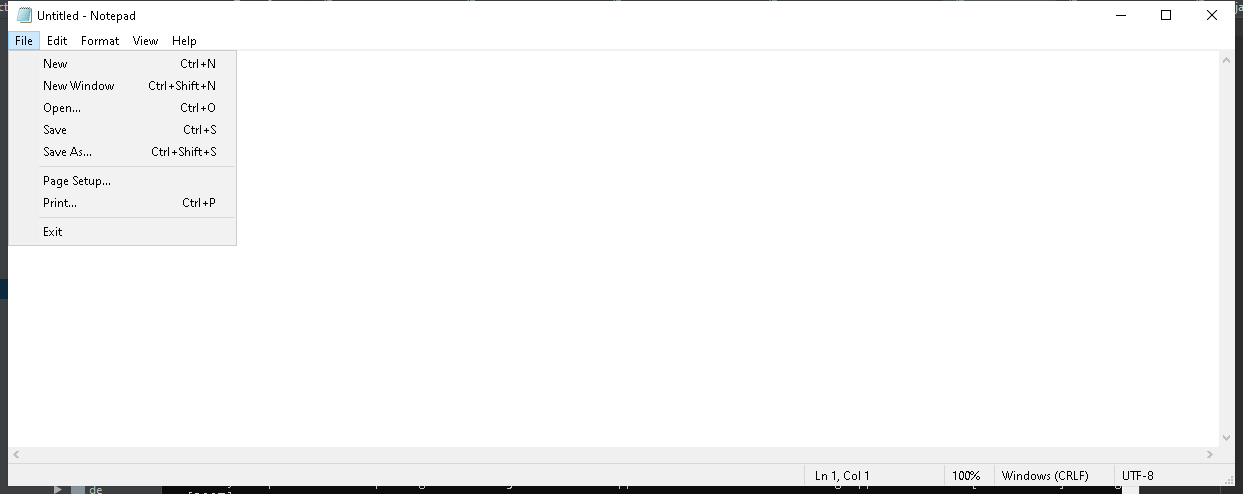 Untitled - Notepad
File Edit Format View Help
New Ctrl+N
New Window Ctrl+Shift+N
Open... Ctrl+O
Save Ctrl+S
Save As... Ctrl+Shift+S
Page Setup...
Print... Ctrl+P
Exit
Ln 1, Col 1 100% Windows (CRLF) UTF-8
de